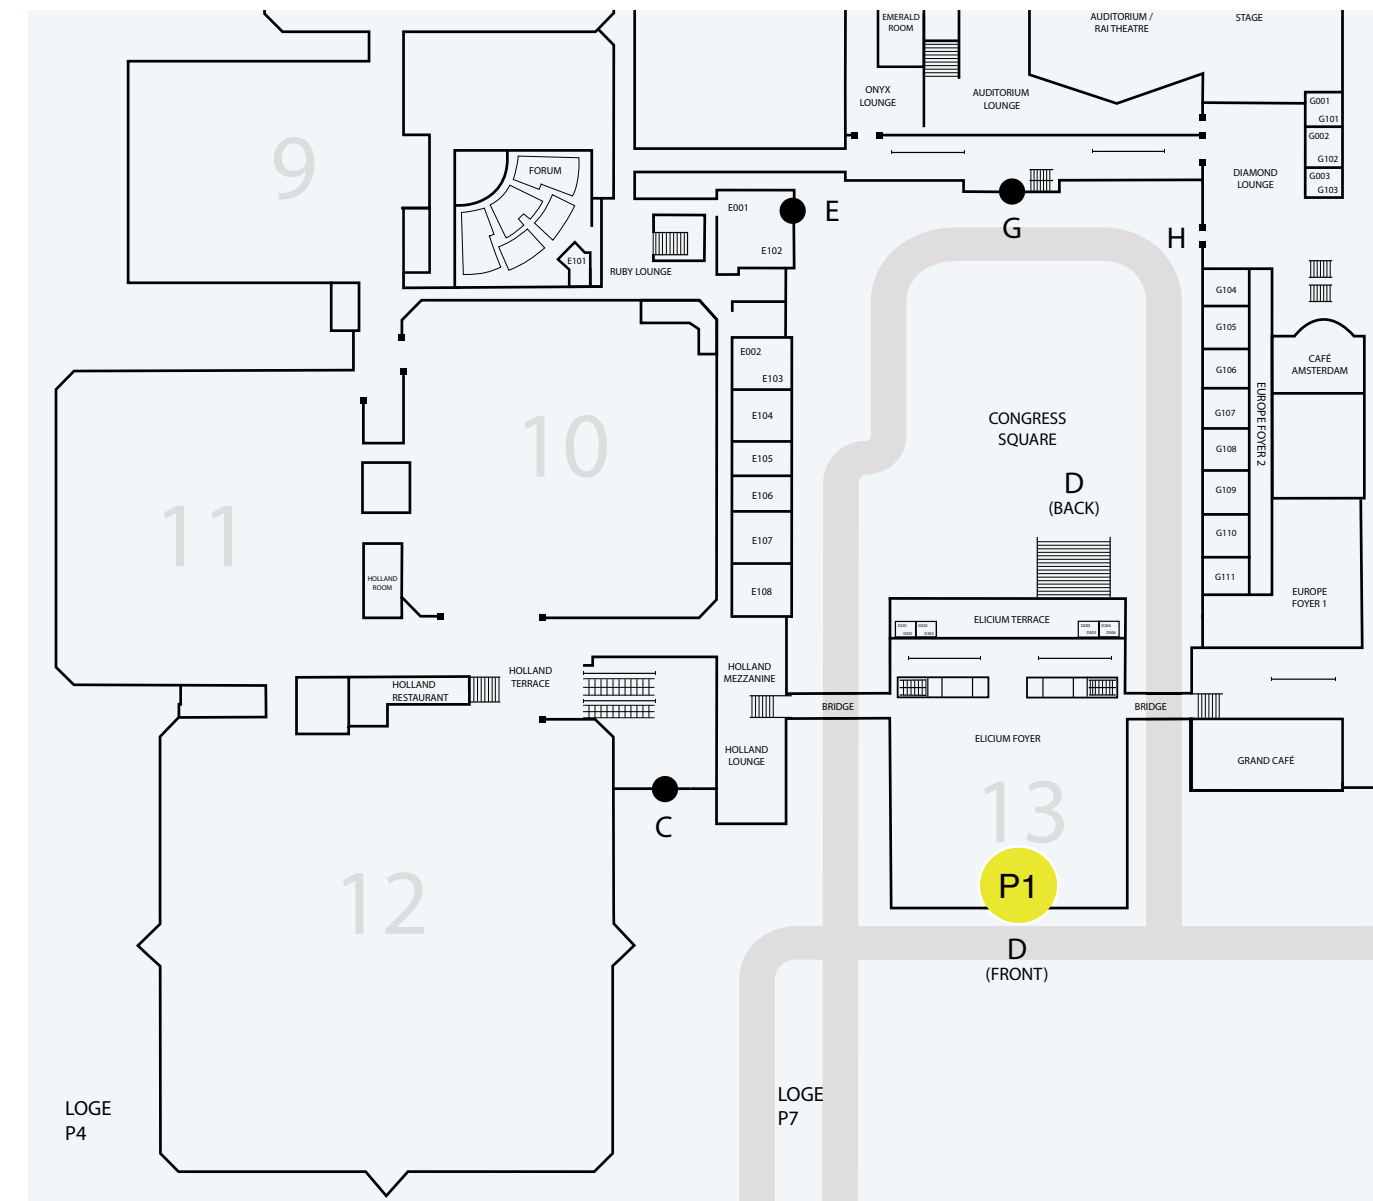 EMERALD
ROOM
AUDITORIUM /
RAI THEATRE
STAGE
ONYX
LOUNGE
AUDITORIUM
LOUNGE
G001
G101
G002
G102
G003
G103
9
FORUM
DIAMOND
LOUNGE
E001
E
G
H
E102
E101
RUBY LOUNGE
G104
G105
E002
E103
G106
CAFÉ
AMSTERDAM
10
E104
CONGRESS
SQUARE
G107
EUROPE FOYER 2
E105
G108
D
(BACK)
E106
G109
11
E107
G110
HOLLAND
ROOM
E108
G111
EUROPE
FOYER 1
ELICIUM TERRACE
HOLLAND
TERRACE
HOLLAND
MEZZANINE
HOLLAND
RESTAURANT
BRIDGE
BRIDGE
ELICIUM FOYER
HOLLAND
LOUNGE
GRAND CAFÉ
13
C
12
P1
D
(FRONT)
LOGE
P4
LOGE
P7